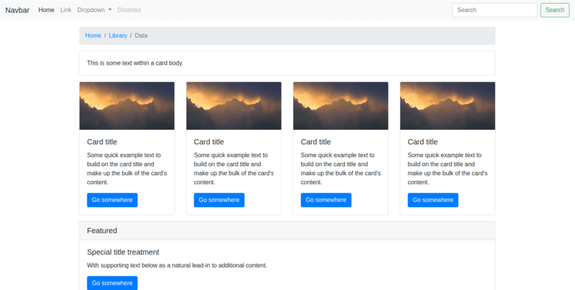 Navbar Home Link Dropdown Disabled Search Search
Home / Library / Data
This is some text within a card body.
Card title
Some quick example text to
build on the card title and
make up the bulk of the card's
content.
Go somewhere
Card title
Some quick example text to
build on the card title and
make up the bulk of the card's
content.
Go somewhere
Card title
Some quick example text to
build on the card title and
make up the bulk of the card's
content.
Go somewhere
Card title
Some quick example text to
build on the card title and
make up the bulk of the card's
content.
Go somewhere
Featured
Special title treatment
With supporting text below as a natural lead-in to additional content.
Go somewhere